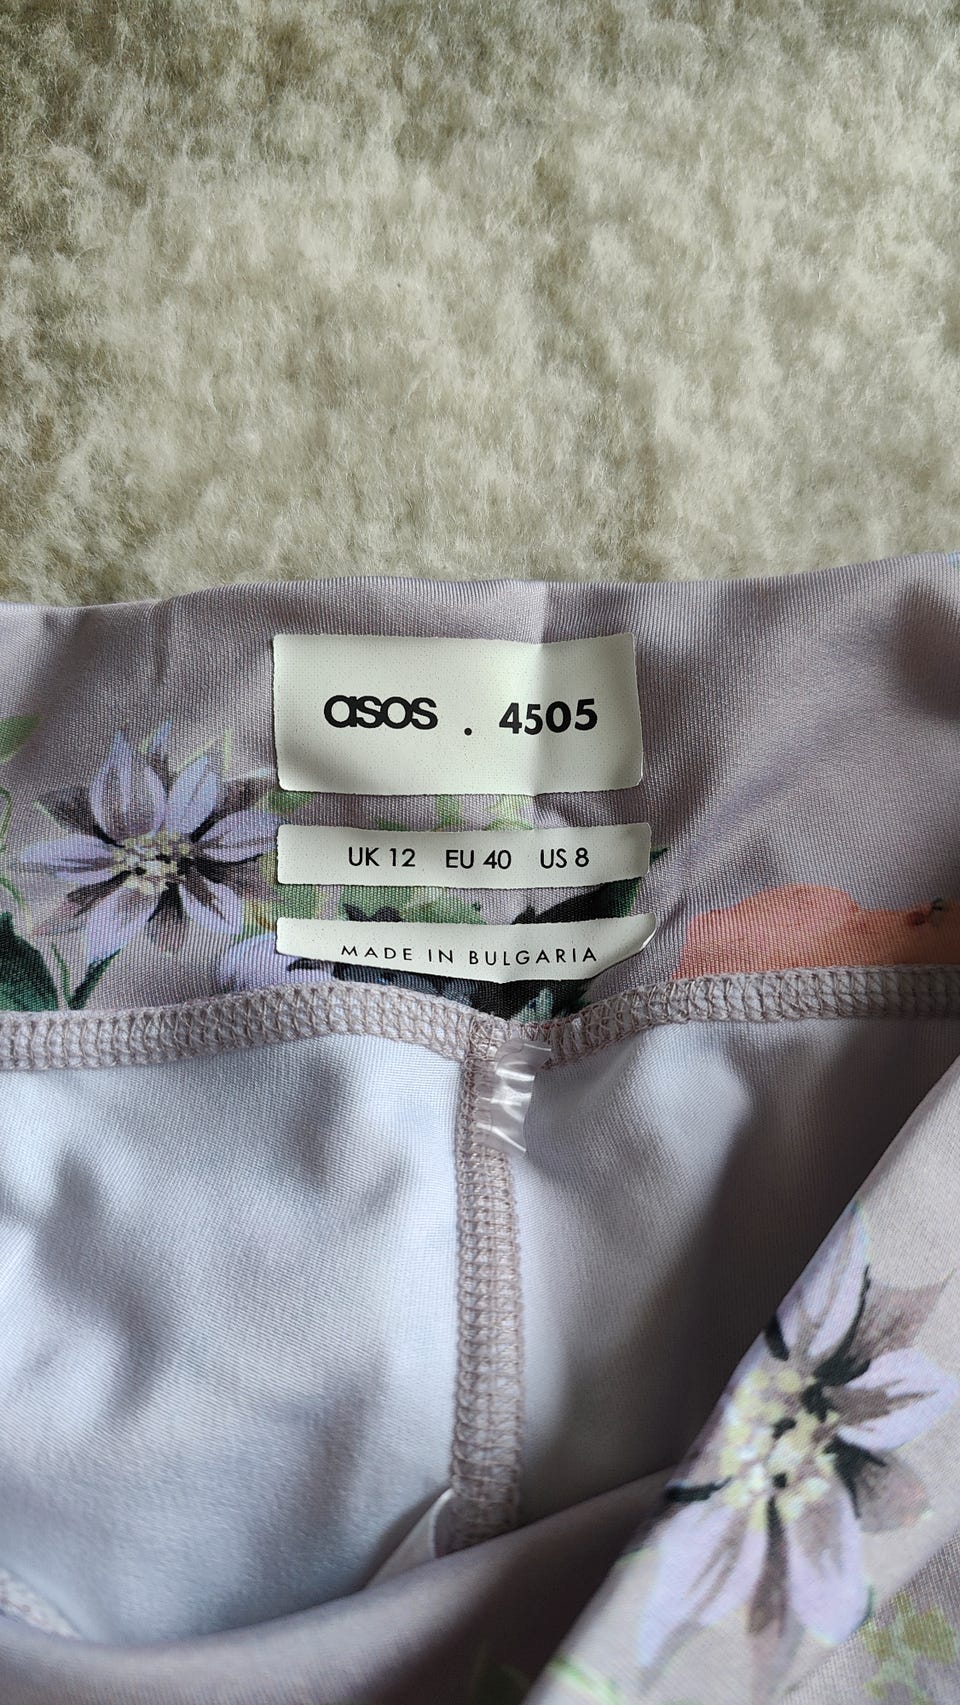 asos . 4505
UK 12 EU 40 US 8
MADE IN BULGARIA